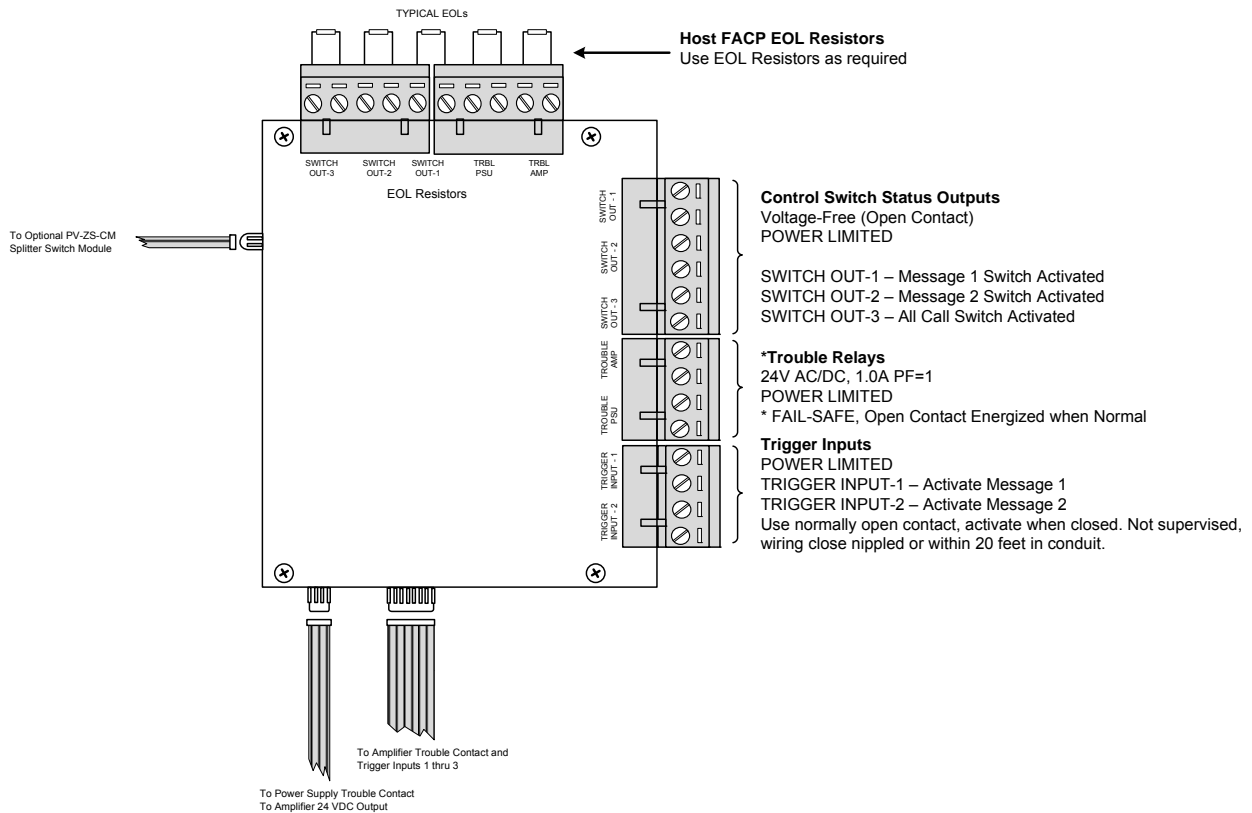 TYPICAL EOLs
Host FACP EOL Resistors
Use EOL Resistors as required
SWITCH
OUT-3
SWITCH
OUT-2
SWITCH
OUT-1
TRBL
PSU
TRBL
AMP
EOL Resistors
To Optional PV-ZS-CM
Splitter Switch Module
SWITCH
OUT - 1
SWITCH
OUT - 2
SWITCH
OUT - 3
Control Switch Status Outputs
Voltage-Free (Open Contact)
POWER LIMITED
SWITCH OUT-1 – Message 1 Switch Activated
SWITCH OUT-2 – Message 2 Switch Activated
SWITCH OUT-3 – All Call Switch Activated
TROUBLE
AMP
TROUBLE
PSU
*Trouble Relays
24V AC/DC, 1.0A PF=1
POWER LIMITED
* FAIL-SAFE, Open Contact Energized when Normal
TRIGGER
INPUT - 1
TRIGGER
INPUT - 2
Trigger Inputs
POWER LIMITED
TRIGGER INPUT-1 – Activate Message 1
TRIGGER INPUT-2 – Activate Message 2
Use normally open contact, activate when closed. Not supervised,
wiring close nippled or within 20 feet in conduit.
To Amplifier Trouble Contact and
Trigger Inputs 1 thru 3
To Power Supply Trouble Contact
To Amplifier 24 VDC Output